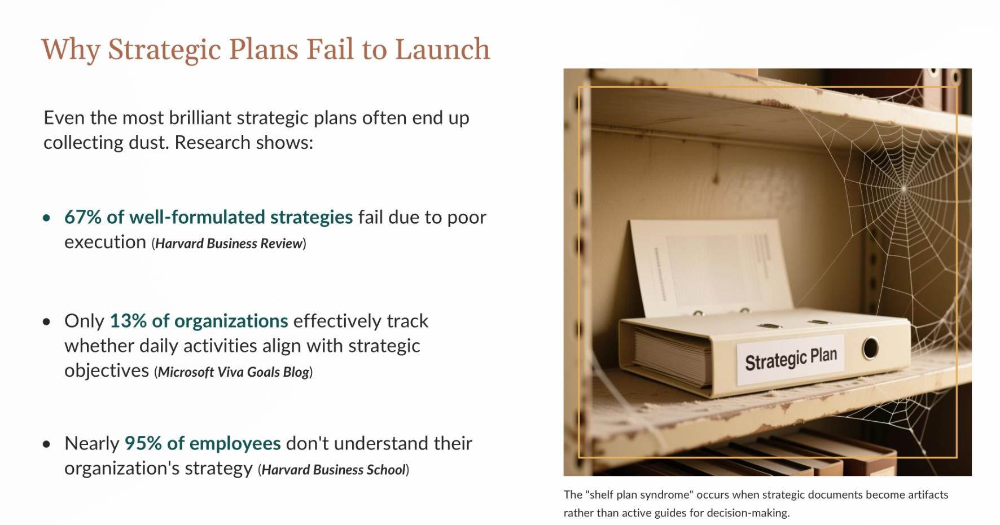 Why Strategic Plans Fail to Launch
Even the most brilliant strategic plans often end up
collecting dust. Research shows:
• 67% of well-formulated strategies fail due to poor
execution (Harvard Business Review)
• Only 13% of organizations effectively track
whether daily activities align with strategic
objectives (Microsoft Viva Goals Blog)
• Nearly 95% of employees don't understand their
organization's strategy (Harvard Business School)
Strategic Plan
The "shelf plan syndrome" occurs when strategic documents become artifacts
rather than active guides for decision-making.